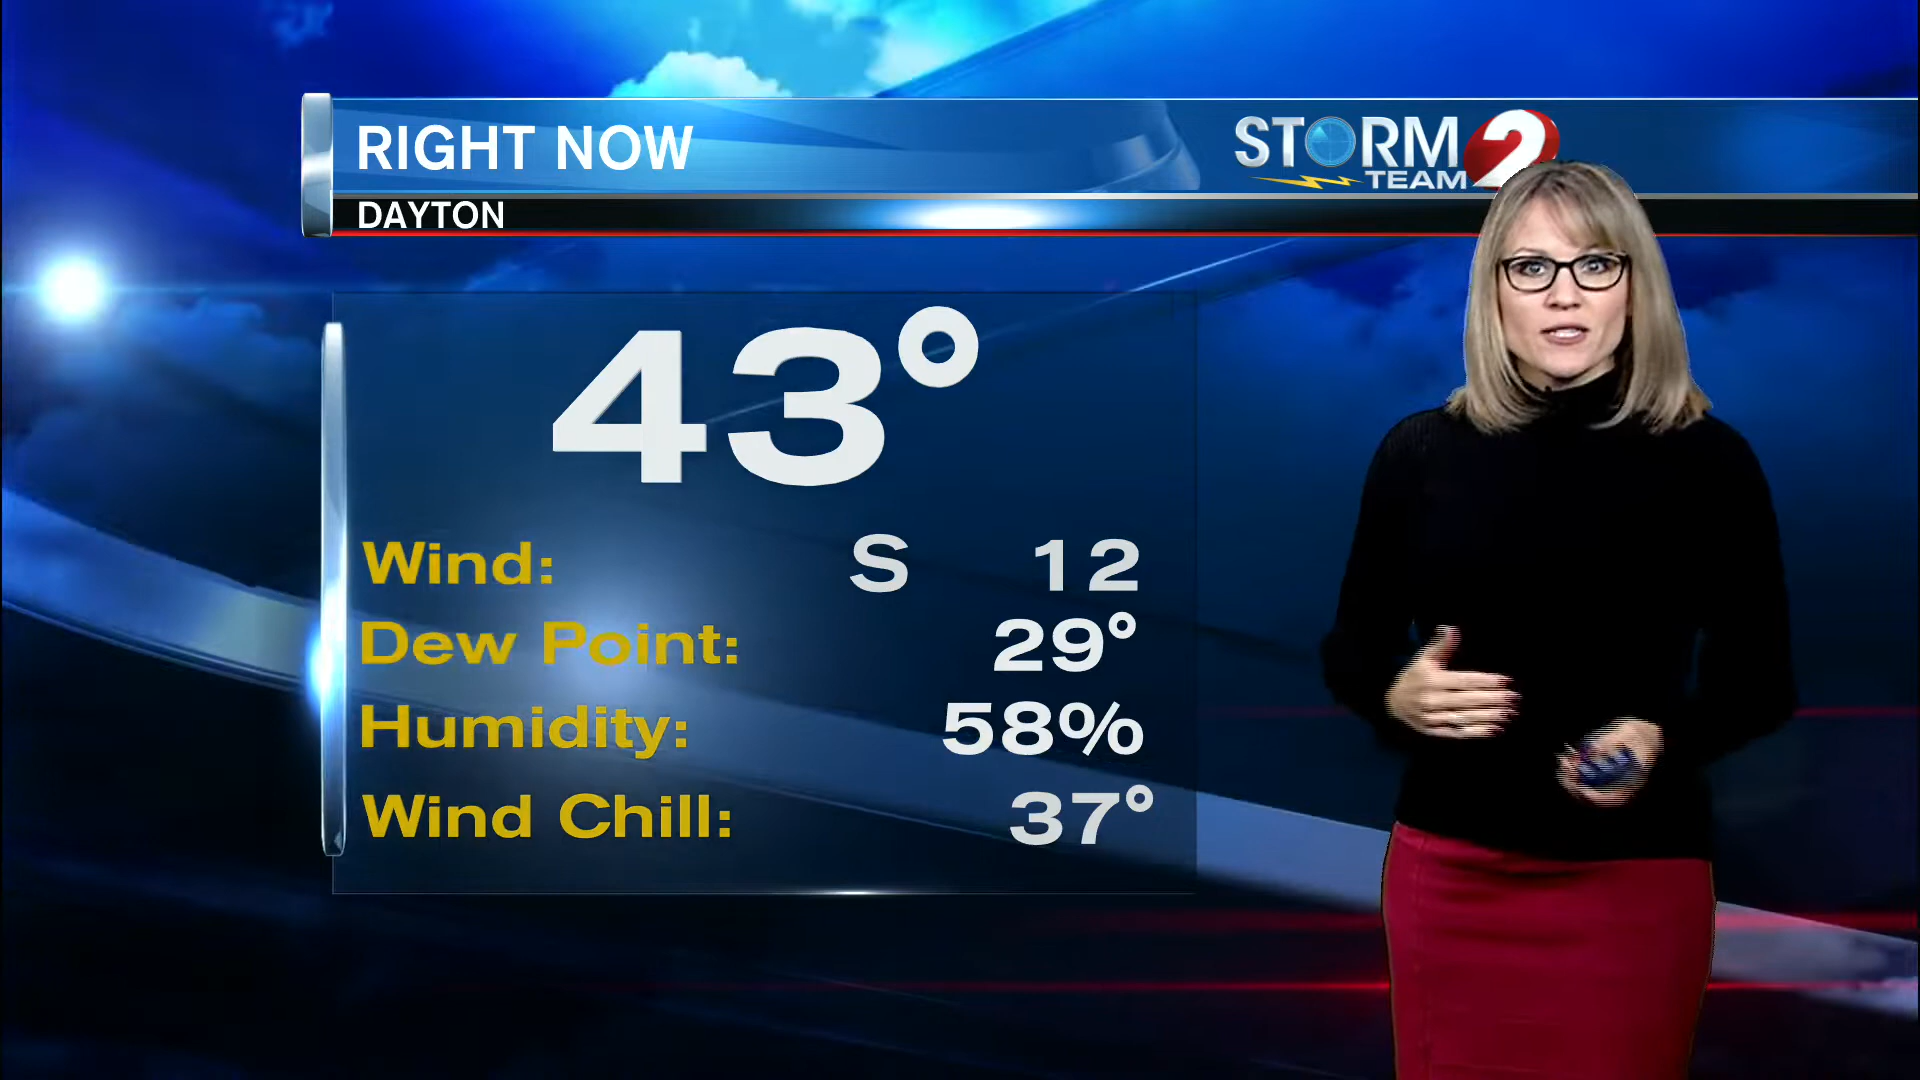 RIGHT NOW
STORM
TEAM 2
DAYTON
43°
Wind: S 12
Dew Point: 29°
Humidity: 58%
Wind Chill: 37°